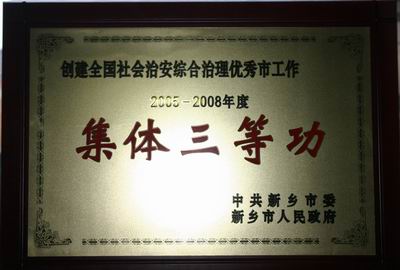 创建全国社会治安综合治理优秀市工作
2005-2008年度
集体三等功
中共新乡市委
新乡市人民政府